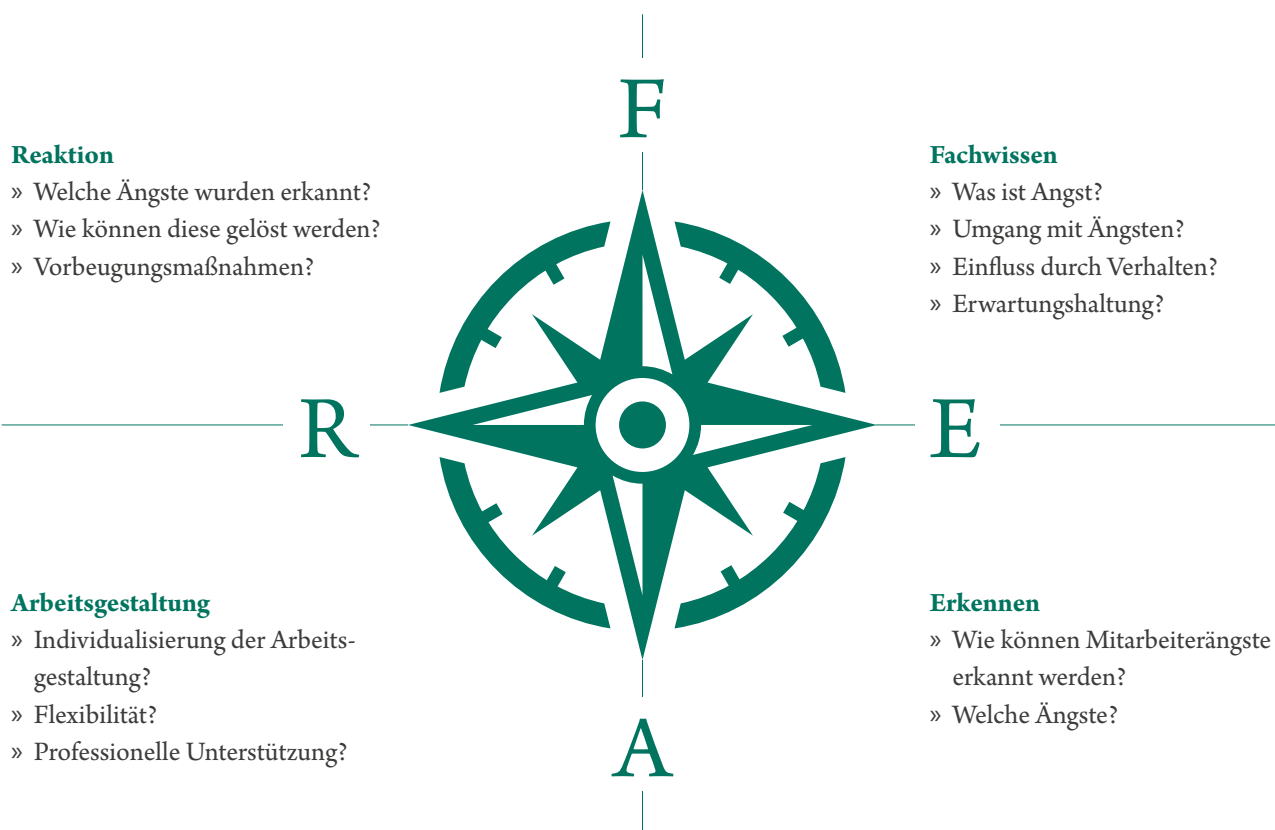 F
Reaktion
» Welche Ängste wurden erkannt?
» Wie können diese gelöst werden?
» Vorbeugungsmaßnahmen?
Fachwissen
» Was ist Angst?
» Umgang mit Ängsten?
» Einfluss durch Verhalten?
» Erwartungshaltung?
R
E
Arbeitsgestaltung
» Individualisierung der Arbeits-
gestaltung?
» Flexibilität?
» Professionelle Unterstützung?
Erkennen
» Wie können Mitarbeiterängste
erkannt werden?
» Welche Ängste?
A